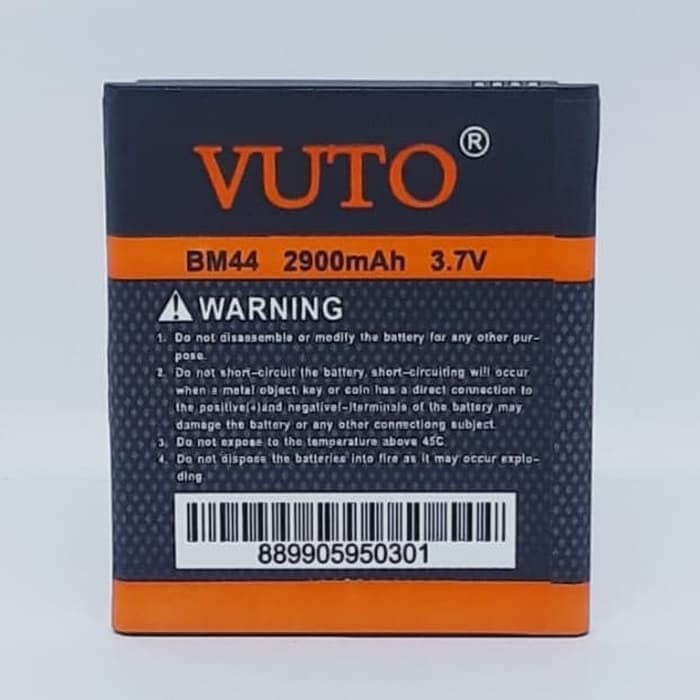 VUTO®
BM44 2900mAh 3.7V
WARNING
1. Do not disassemble or modify the battery for any other pur-
pose.
2. Do not short-circuit the battery, short-circuiting will occur
when a metal object, key or coin has a direct connection to
the positive(+)and negative(-)terminals of the battery may
damage the battery or any other connectiong subject.
3. Do not expose to the temperature above 45C.
4. Do not dispose the batteries into fire as it may occur explo-
ding.
889905950301